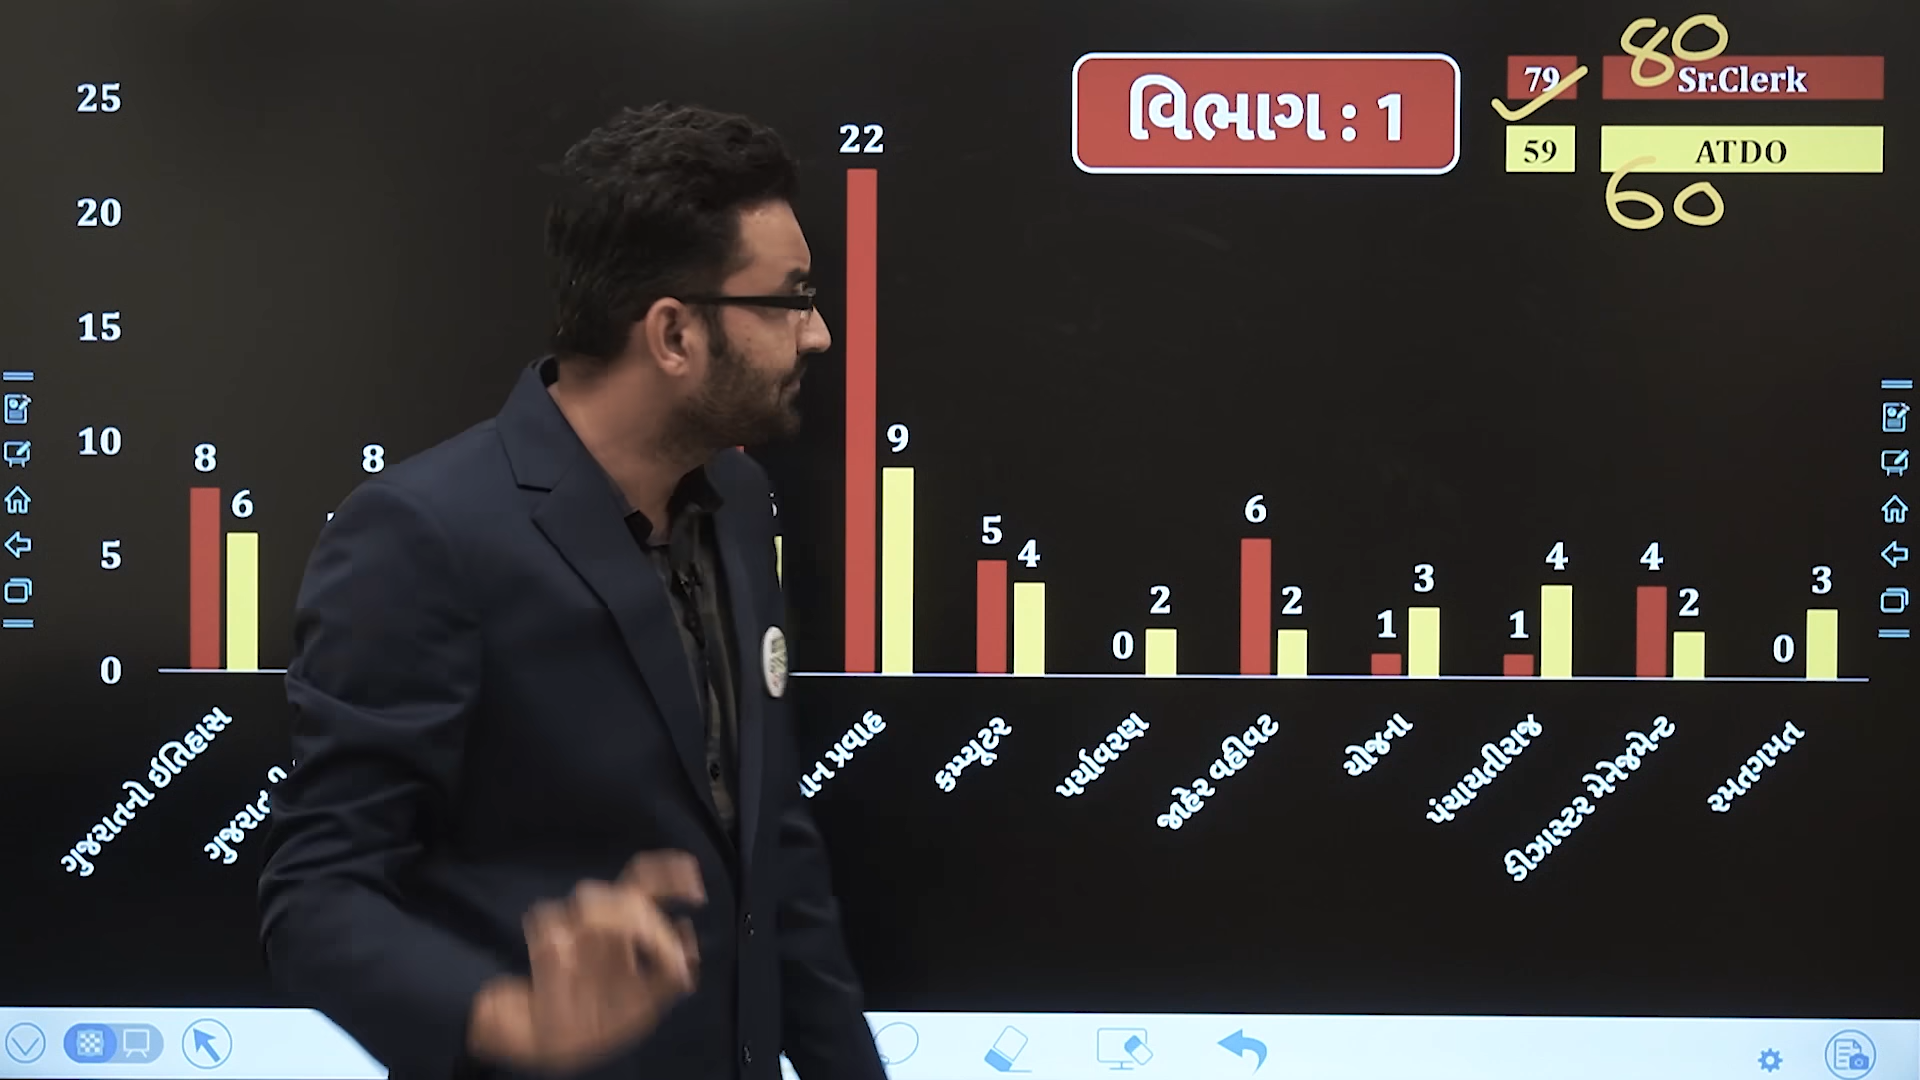 25
20
15
10
5
0
વિભાગ : 1
79
80
Sr.Clerk
59
ATDO
60
8
6
8
22
9
5
4
0
2
6
2
1
3
1
4
4
2
0
3
ગુજરાતનો ઈતિહાસ
પ્રવાહ
કમ્પ્યૂટર
પર્યાવરણ
જાહેર વહીવટ
યોજના
પંચાયતીરાજ
ડીઝાસ્ટર મેનેજમેન્ટ
રમતગમત